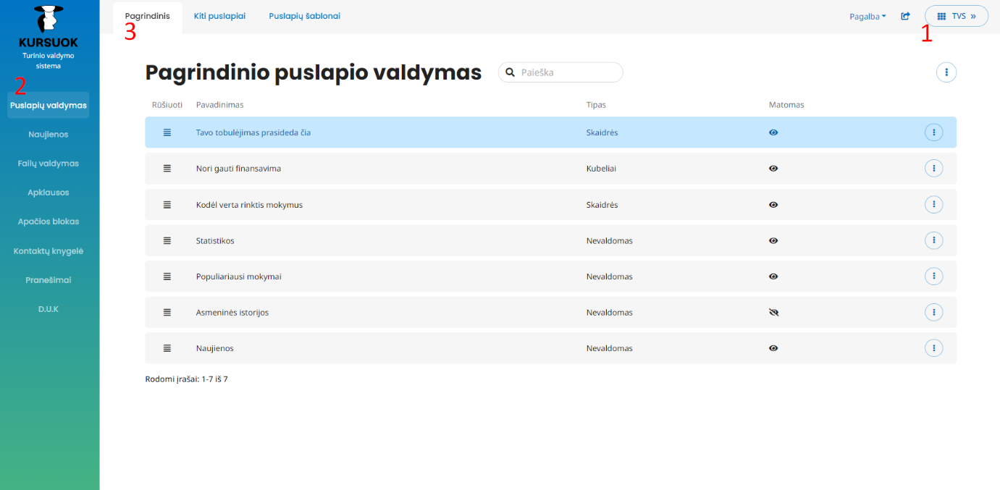 KURSUOK
Turinio valdymo
sistema
2
Puslapių valdymas
Naujienos
Failų valdymas
Apklausos
Apačios blokas
Kontaktų knygelė
Pranešimai
D.U.K
Pagrindinis Kiti puslapiai Puslapių šablonai Pagalba TVS »
3 1
Pagrindinio puslapio valdymas Paieška
Rūšiuoti Pavadinimas Tipas Matomas
Tavo tobulėjimas prasideda čia Skaidrės
Nori gauti finansavima Kubeliai
Kodėl verta rinktis mokymus Skaidrės
Statistikos Nevaldomas
Populiariausi mokymai Nevaldomas
Asmeninės istorijos Nevaldomas
Naujienos Nevaldomas
Rodomi įrašai: 1-7 iš 7